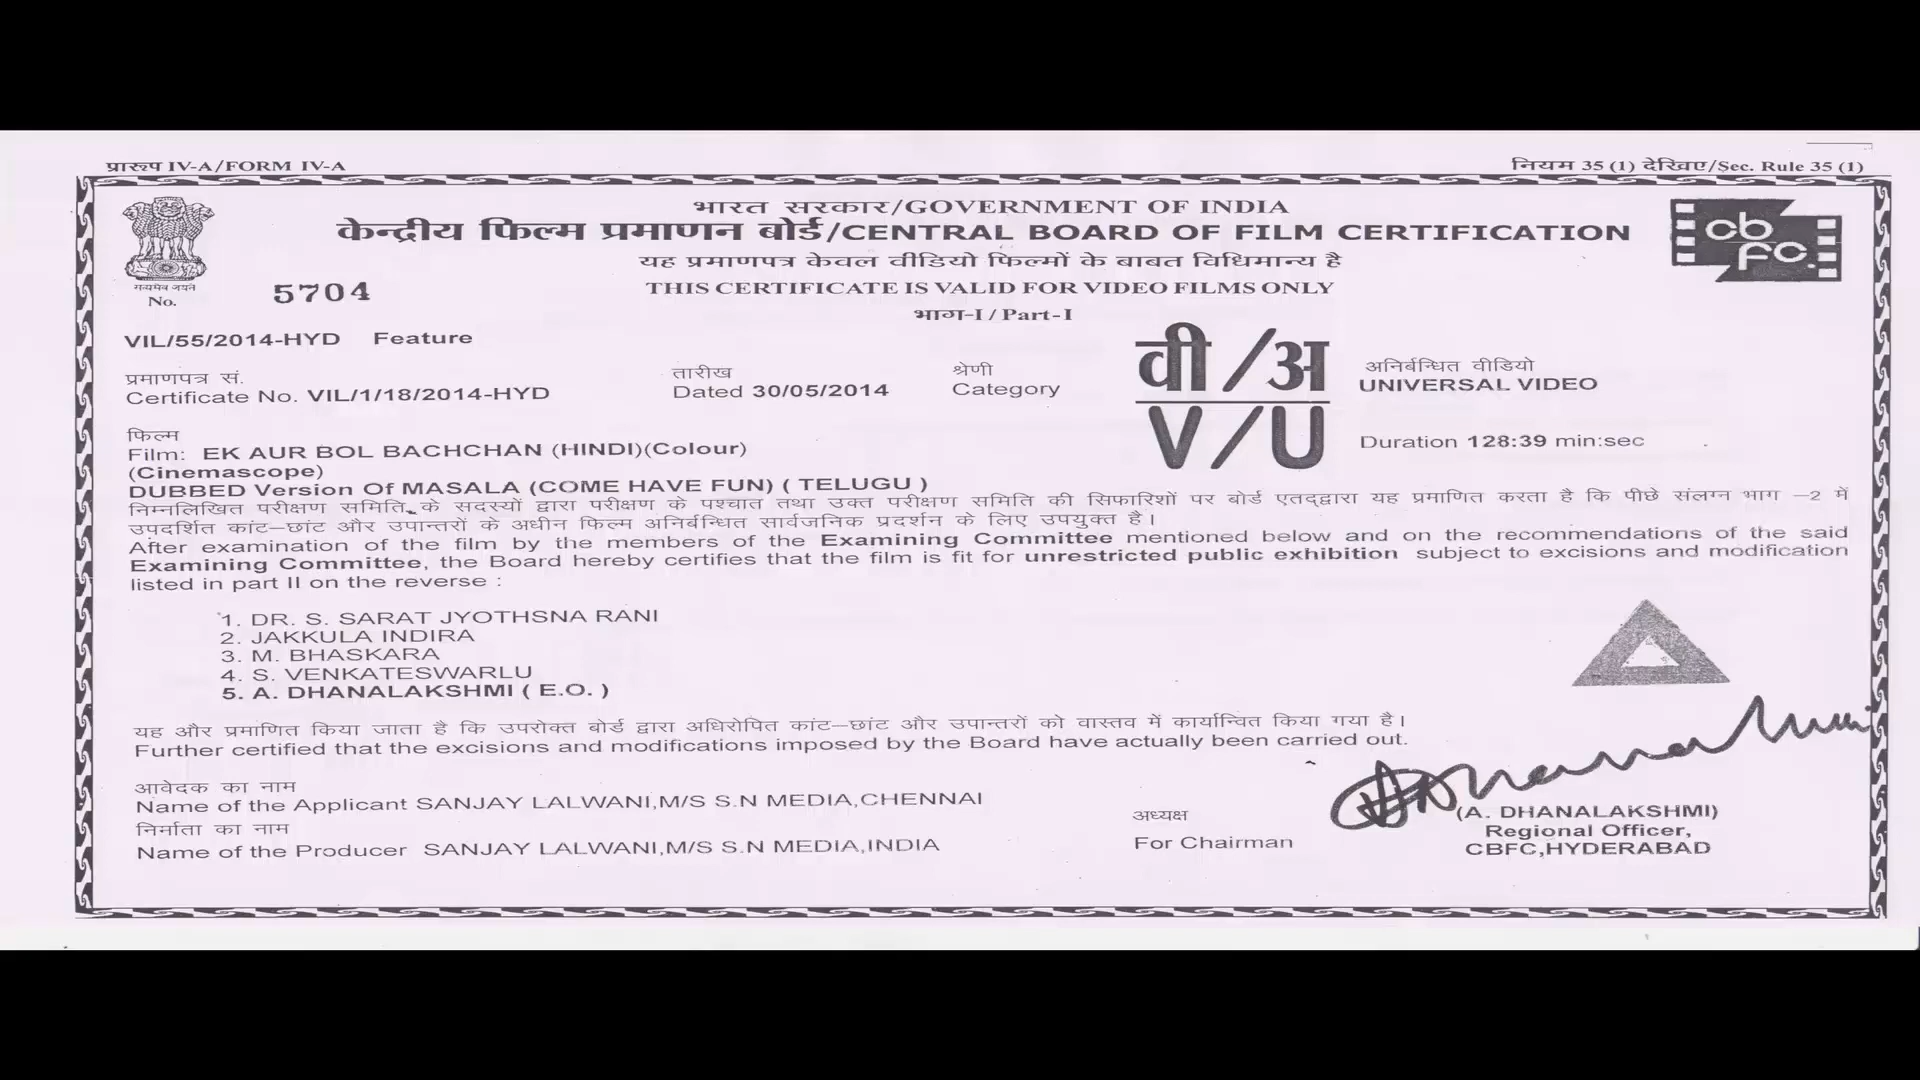 प्रारूप IV-A/FORM IV-A
नियम 35 (1) देखिए/Sec. Rule 35 (1)
भारत सरकार/GOVERNMENT OF INDIA
केन्द्रीय फिल्म प्रमाणन बोर्ड/CENTRAL BOARD OF FILM CERTIFICATION
cb
fc.
यह प्रमाणपत्र केवल वीडियो फिल्मों के बाबत विधिमान्य है
सत्यमेव जयते
No. 5704
THIS CERTIFICATE IS VALID FOR VIDEO FILMS ONLY
भाग-I / Part-I
VIL/55/2014-HYD Feature
प्रमाणपत्र सं.
Certificate No. VIL/1/18/2014-HYD
तारीख
Dated 30/05/2014
श्रेणी
Category
वी/अ
V/U
अनिर्बन्धित वीडियो
UNIVERSAL VIDEO
Duration 128:39 min:sec
फिल्म
Film: EK AUR BOL BACHCHAN (HINDI)(Colour)
(Cinemascope)
DUBBED Version Of MASALA (COME HAVE FUN) ( TELUGU )
निम्नलिखित परीक्षण समिति के सदस्यों द्वारा परीक्षण के पश्चात तथा उक्त परीक्षण समिति की सिफारिशों पर बोर्ड एतद्द्वारा यह प्रमाणित करता है कि पीछे संलग्न भाग –2 में
उपदर्शित कांट–छांट और उपान्तरों के अधीन फिल्म अनिर्बन्धित सार्वजनिक प्रदर्शन के लिए उपयुक्त है।
After examination of the film by the members of the Examining Committee mentioned below and on the recommendations of the said
Examining Committee, the Board hereby certifies that the film is fit for unrestricted public exhibition subject to excisions and modification
listed in part II on the reverse :
1. DR. S. SARAT JYOTHSNA RANI
2. JAKKULA INDIRA
3. M. BHASKARA
4. S. VENKATESWARLU
5. A. DHANALAKSHMI ( E.O. )
यह और प्रमाणित किया जाता है कि उपरोक्त बोर्ड द्वारा अधिरोपित कांट–छांट और उपान्तरों को वास्तव में कार्यान्वित किया गया है।
Further certified that the excisions and modifications imposed by the Board have actually been carried out.
आवेदक का नाम
Name of the Applicant SANJAY LALWANI,M/S S.N MEDIA,CHENNAI
निर्माता का नाम
Name of the Producer SANJAY LALWANI,M/S S.N MEDIA,INDIA
अध्यक्ष
For Chairman
(A. DHANALAKSHMI)
Regional Officer,
CBFC,HYDERABAD